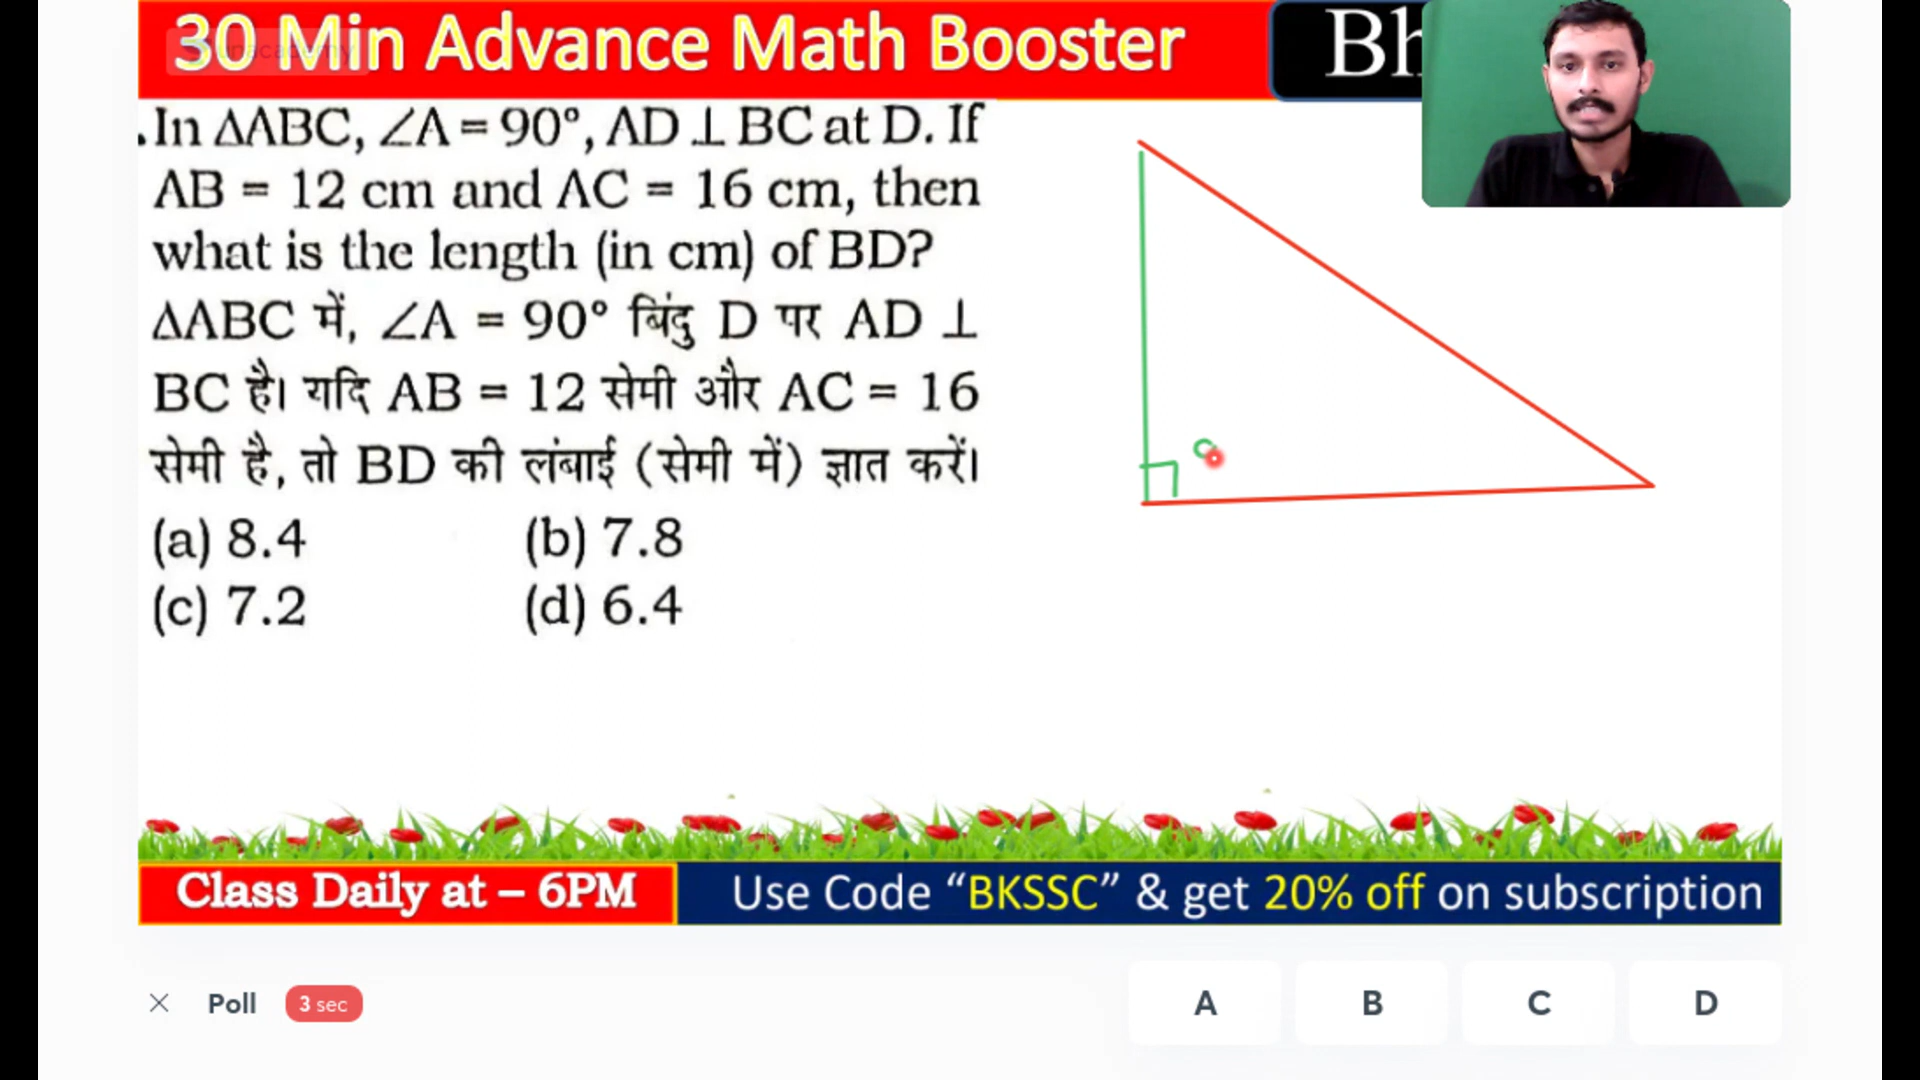 30 Min Advance Math Booster
Bh
In ΔABC, ∠A = 90°, AD ⊥ BC at D. If
AB = 12 cm and AC = 16 cm, then
what is the length (in cm) of BD?
ΔABC में, ∠A = 90° बिंदु D पर AD ⊥
BC है। यदि AB = 12 सेमी और AC = 16
सेमी है, तो BD की लंबाई (सेमी में) ज्ञात करें।
(a) 8.4 (b) 7.8
(c) 7.2 (d) 6.4
Class Daily at – 6PM
Use Code “BKSSC” & get 20% off on subscription
Poll 3 sec A B C D